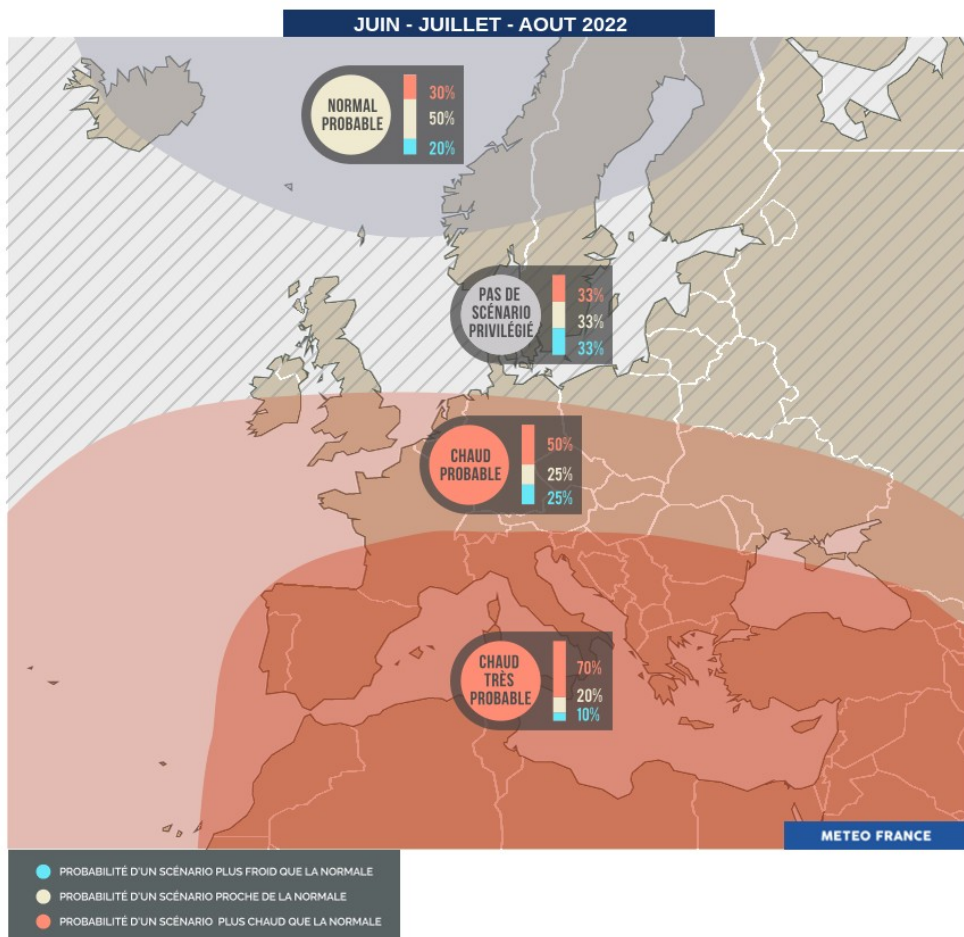 JUIN - JUILLET - AOUT 2022
NORMAL
PROBABLE
30%
50%
20%
PAS DE
SCÉNARIO
PRIVILÉGIÉ
33%
33%
33%
CHAUD
PROBABLE
50%
25%
25%
CHAUD
TRÈS
PROBABLE
70%
20%
10%
METEO FRANCE
PROBABILITÉ D'UN SCÉNARIO PLUS FROID QUE LA NORMALE
PROBABILITÉ D'UN SCÉNARIO PROCHE DE LA NORMALE
PROBABILITÉ D'UN SCÉNARIO PLUS CHAUD QUE LA NORMALE